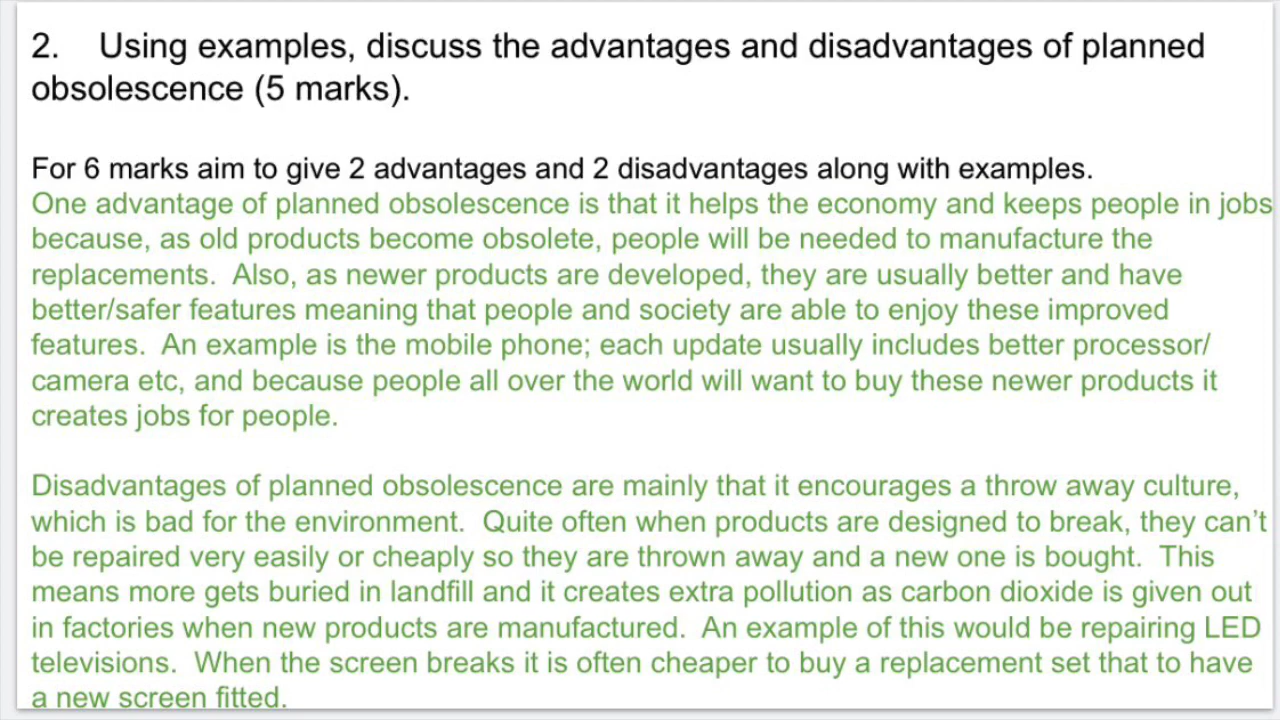 2. Using examples, discuss the advantages and disadvantages of planned
obsolescence (5 marks).
For 6 marks aim to give 2 advantages and 2 disadvantages along with examples.
One advantage of planned obsolescence is that it helps the economy and keeps people in jobs
because, as old products become obsolete, people will be needed to manufacture the
replacements. Also, as newer products are developed, they are usually better and have
better/safer features meaning that people and society are able to enjoy these improved
features. An example is the mobile phone; each update usually includes better processor/
camera etc, and because people all over the world will want to buy these newer products it
creates jobs for people.
Disadvantages of planned obsolescence are mainly that it encourages a throw away culture,
which is bad for the environment. Quite often when products are designed to break, they can’t
be repaired very easily or cheaply so they are thrown away and a new one is bought. This
means more gets buried in landfill and it creates extra pollution as carbon dioxide is given out
in factories when new products are manufactured. An example of this would be repairing LED
televisions. When the screen breaks it is often cheaper to buy a replacement set that to have
a new screen fitted.